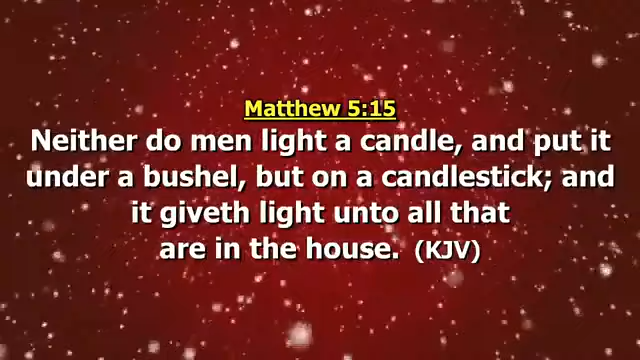 Matthew 5:15
Neither do men light a candle, and put it
under a bushel, but on a candlestick; and
it giveth light unto all that
are in the house. (KJV)